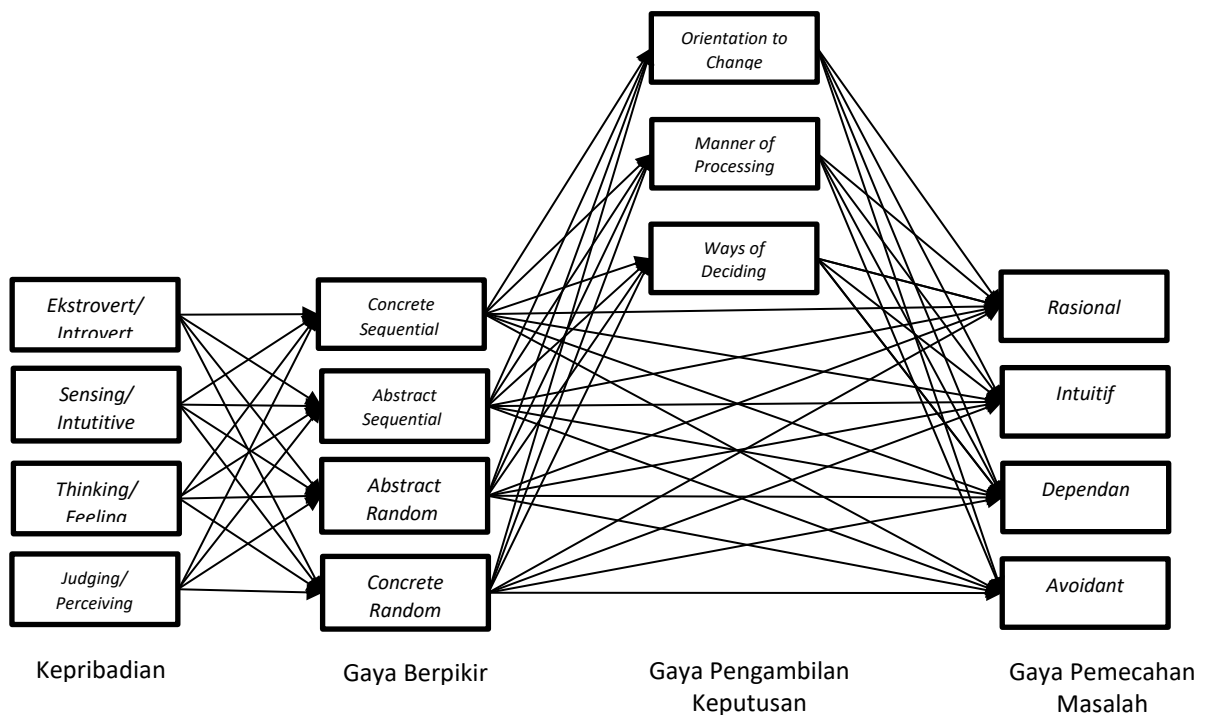 Orientation to
Change
Manner of
Processing
Ways of
Deciding
Ekstrovert/
Introvert
Sensing/
Intutitive
Thinking/
Feeling
Judging/
Perceiving
Concrete
Sequential
Abstract
Sequential
Abstract
Random
Concrete
Random
Rasional
Intuitif
Dependan
Avoidant
Kepribadian
Gaya Berpikir
Gaya Pengambilan
Keputusan
Gaya Pemecahan
Masalah